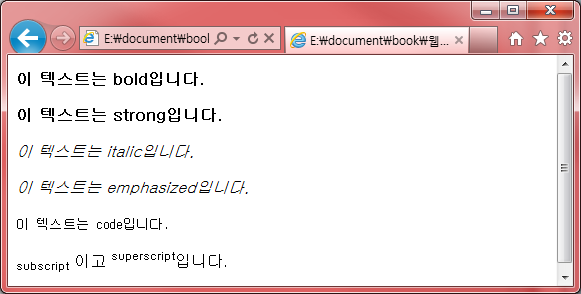 E:\document\bool
E:\document\book\웹...
이 텍스트는 bold입니다.
이 텍스트는 strong입니다.
이 텍스트는 italic입니다.
이 텍스트는 emphasized입니다.
이 텍스트는 code입니다.
subscript 이고 superscript입니다.